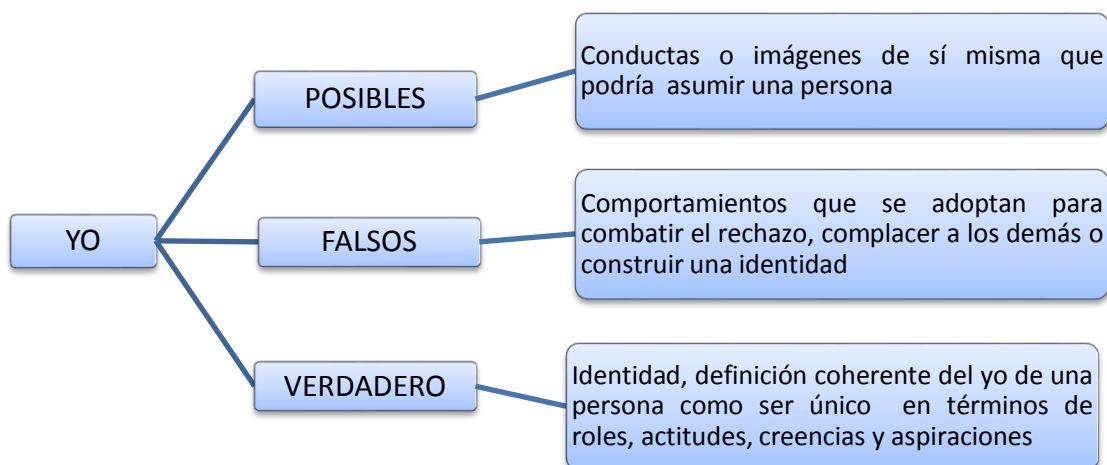 YO
POSIBLES
Conductas o imágenes de sí misma que
podría asumir una persona
FALSOS
Comportamientos que se adoptan para
combatir el rechazo, complacer a los demás o
construir una identidad
VERDADERO
Identidad, definición coherente del yo de una
persona como ser único en términos de
roles, actitudes, creencias y aspiraciones